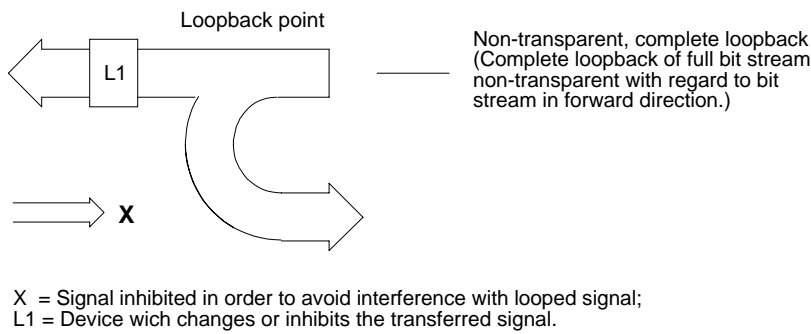 Loopback point
L1
Non-transparent, complete loopback
(Complete loopback of full bit stream
non-transparent with regard to bit
stream in forward direction.)
X
X = Signal inhibited in order to avoid interference with looped signal;
L1 = Device wich changes or inhibits the transferred signal.